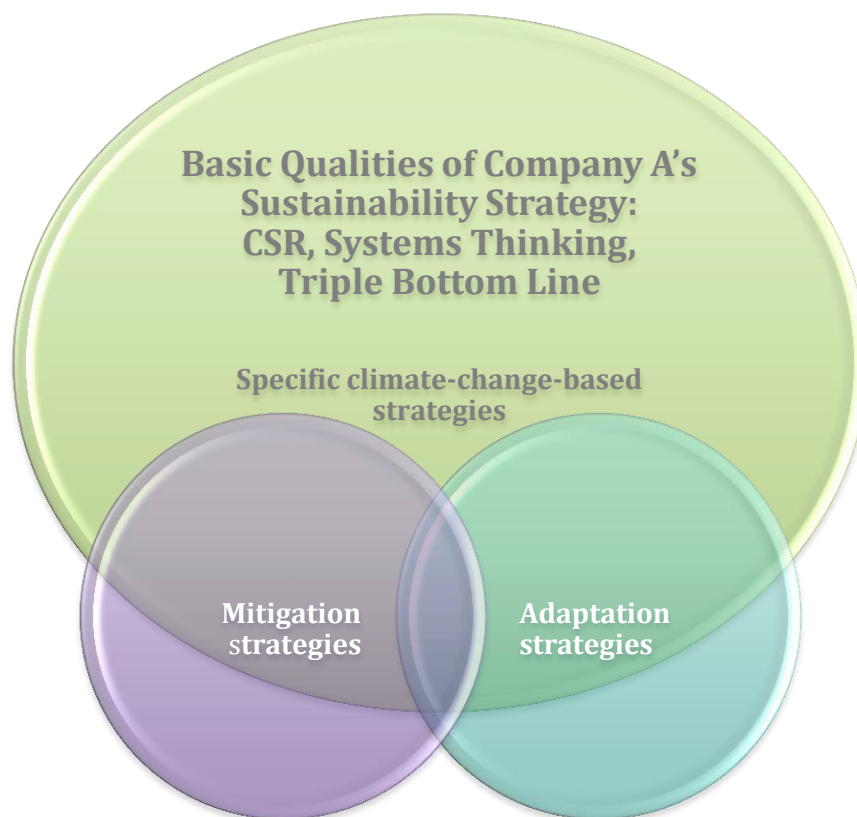 Basic Qualities of Company A’s
Sustainability Strategy:
CSR, Systems Thinking,
Triple Bottom Line
Specific climate-change-based
strategies
Mitigation
strategies
Adaptation
strategies